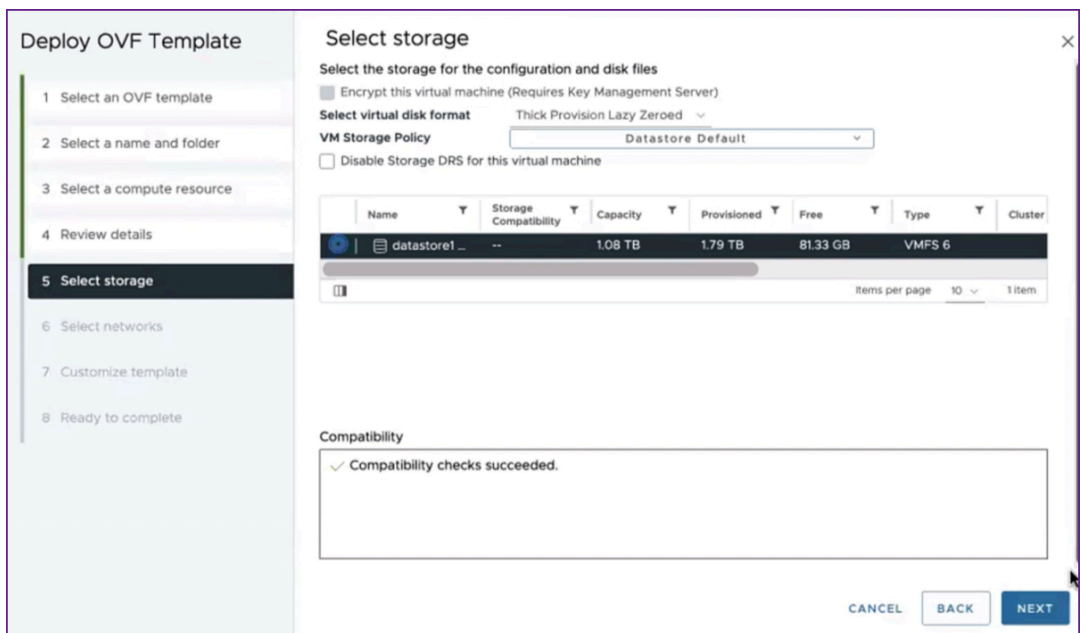 Deploy OVF Template
1 Select an OVF template
2 Select a name and folder
3 Select a compute resource
4 Review details
5 Select storage
6 Select networks
7 Customize template
8 Ready to complete
Select storage
Select the storage for the configuration and disk files
Encrypt this virtual machine (Requires Key Management Server)
Select virtual disk format Thick Provision Lazy Zeroed
VM Storage Policy Datastore Default
Disable Storage DRS for this virtual machine
Name Storage Compatibility Capacity Provisioned Free Type Cluster
datastore1 ... -- 1.08 TB 1.79 TB 81.33 GB VMFS 6
Items per page 10 1 item
Compatibility
Compatibility checks succeeded.
CANCEL BACK NEXT